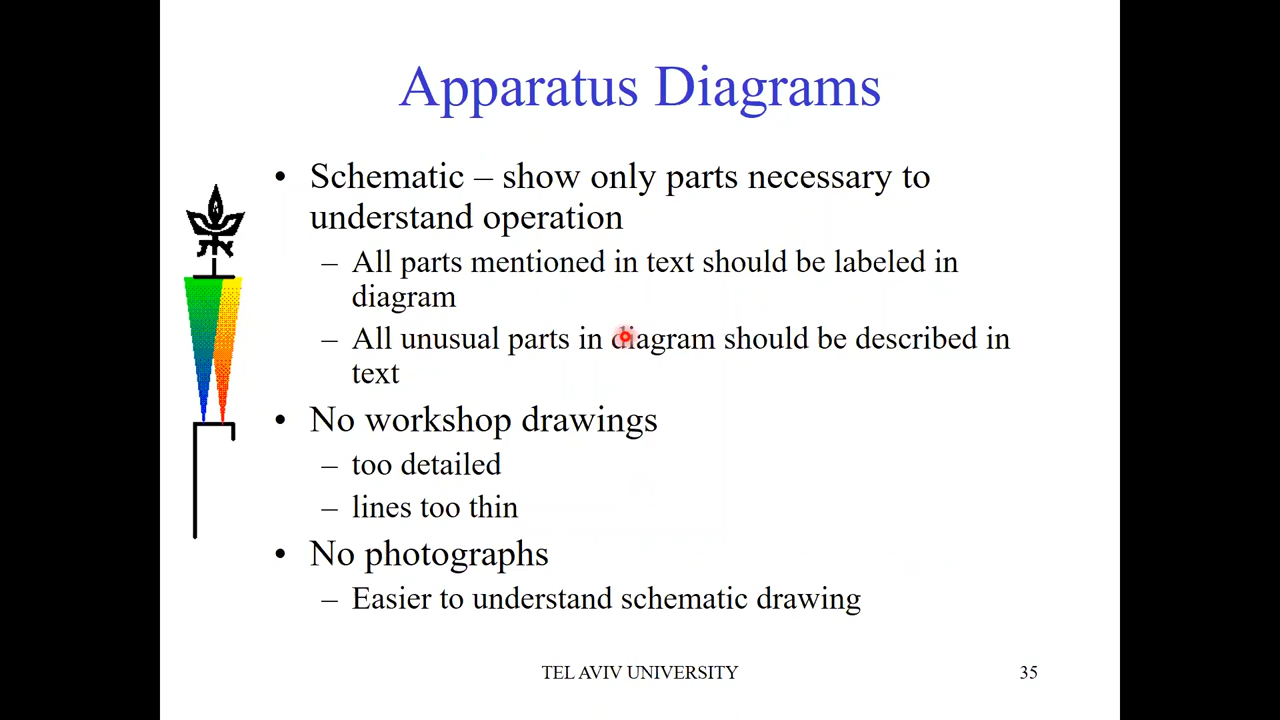 Apparatus Diagrams
• Schematic – show only parts necessary to
understand operation
– All parts mentioned in text should be labeled in
diagram
– All unusual parts in diagram should be described in
text
• No workshop drawings
– too detailed
– lines too thin
• No photographs
– Easier to understand schematic drawing
TEL AVIV UNIVERSITY
35